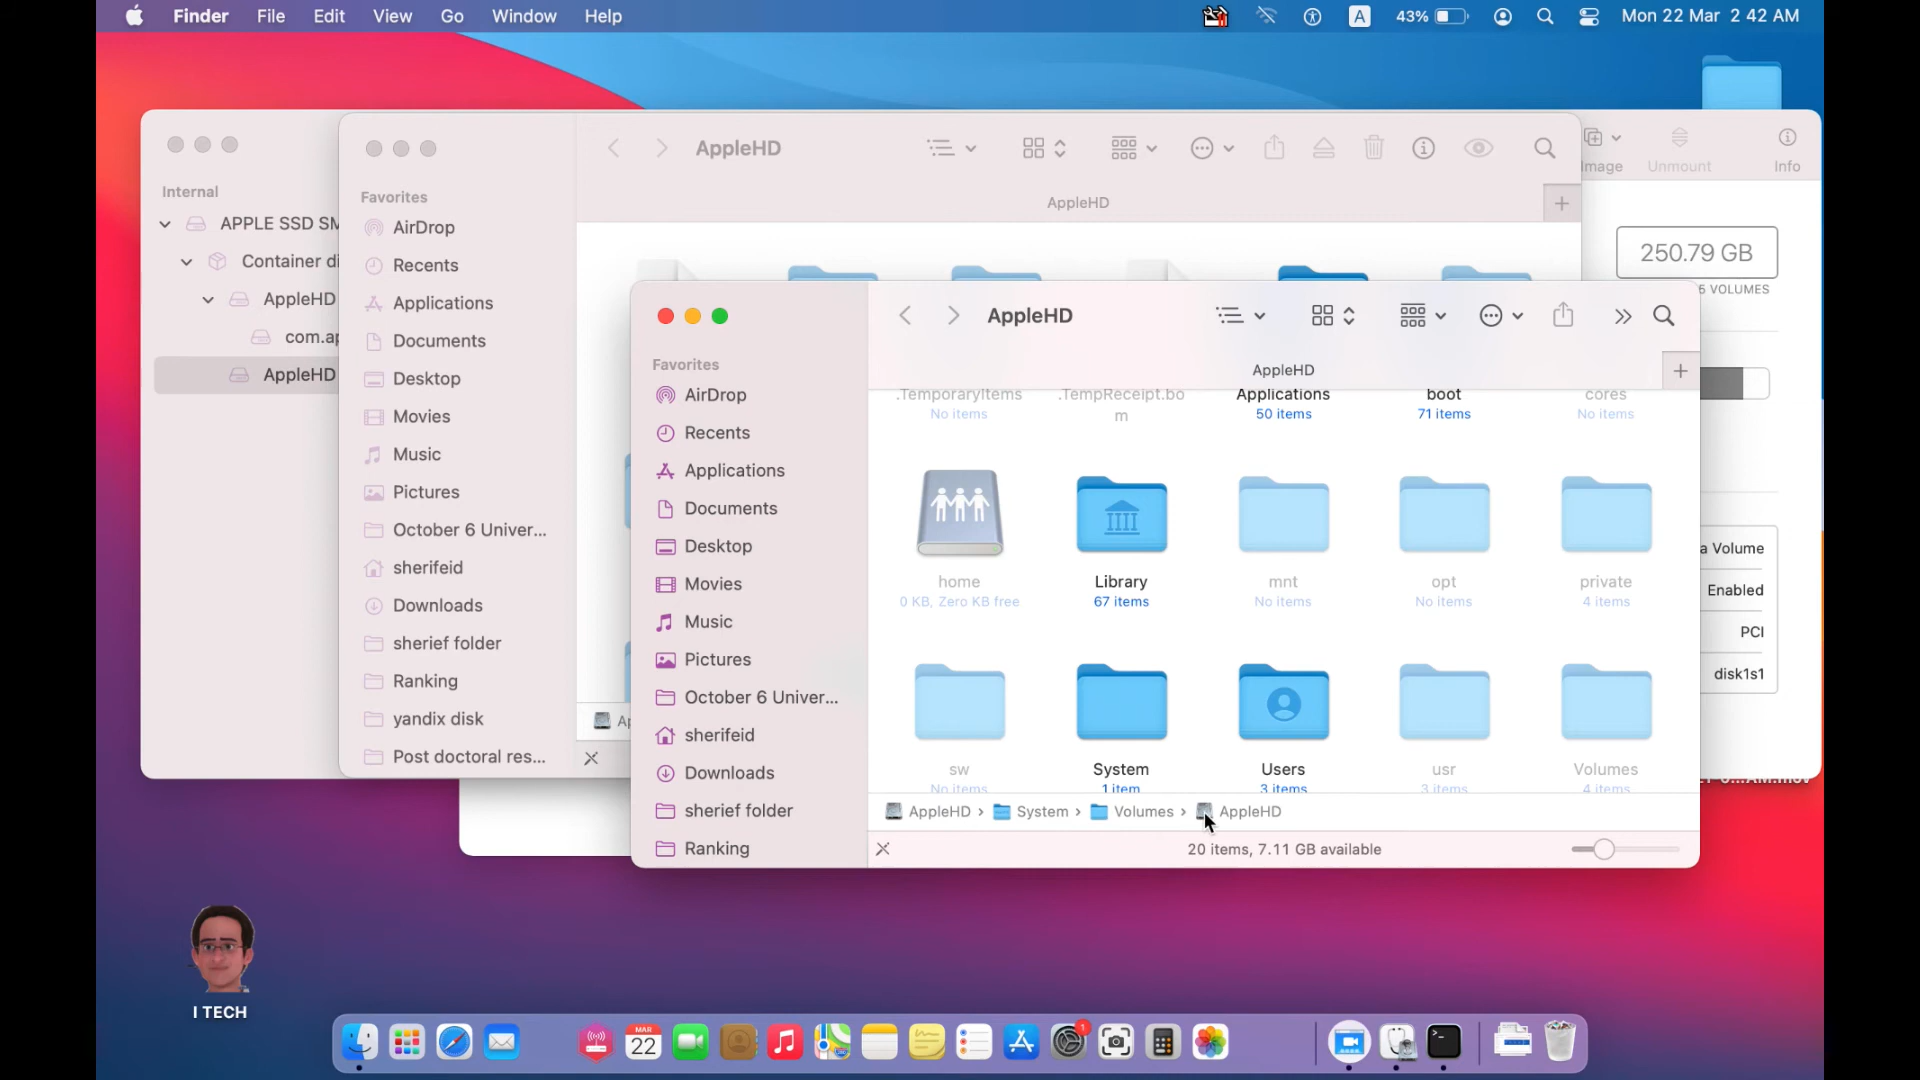 Finder File Edit View Go Window Help A 43% Mon 22 Mar 2 42 AM
Internal
APPLE SSD SM
Container di
AppleHD
com.ap
AppleHD
Favorites
AirDrop
Recents
Applications
Documents
Desktop
Movies
Music
Pictures
October 6 Univer...
sherifeid
Downloads
sherief folder
Ranking
yandix disk
Post doctoral res...
AppleHD
AppleHD
Image Unmount Info
250.79 GB
5 VOLUMES
a Volume
Enabled
PCI
disk1s1
Favorites
AirDrop
Recents
Applications
Documents
Desktop
Movies
Music
Pictures
October 6 Univer...
sherifeid
Downloads
sherief folder
Ranking
AppleHD
AppleHD
.TemporaryItems .TempReceipt.bo Applications boot cores
No items m 50 items 71 items No items
home Library mnt opt private
0 KB, Zero KB free 67 items No items No items 4 items
sw System Users usr Volumes
No items 1 item 3 items 3 items 4 items
AppleHD › System › Volumes › AppleHD
20 items, 7.11 GB available
I TECH
MAR
22
1